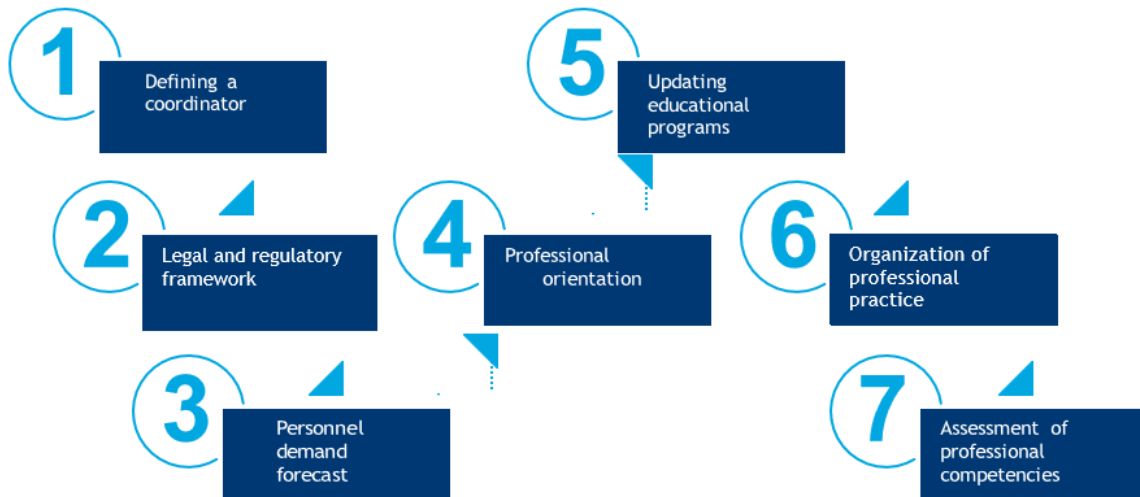 1
Defining a
coordinator
2
Legal and regulatory
framework
3
Personnel
demand
forecast
4
Professional
orientation
5
Updating
educational
programs
6
Organization of
professional
practice
7
Assessment of
professional
competencies